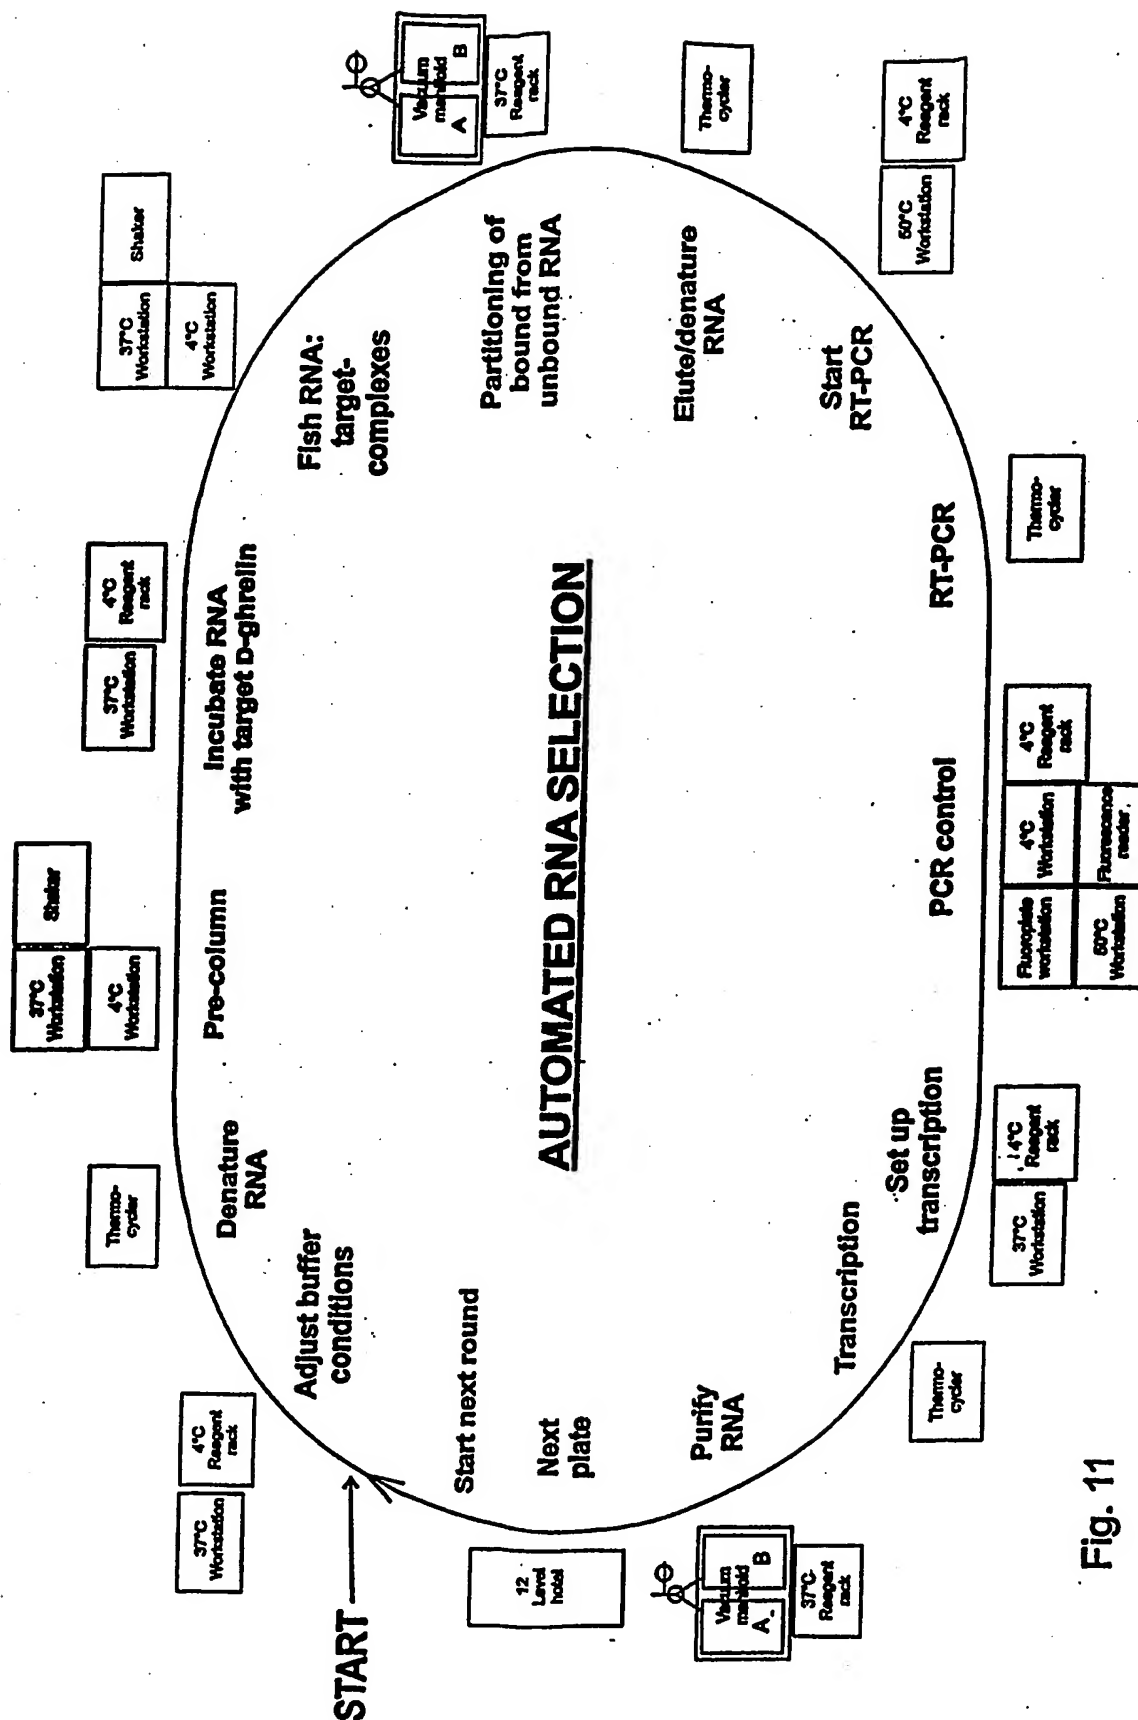 START
37°C
Workstation
4°C
Reagent
rack
Adjust buffer
conditions
Thermo-
cycler
Denature
RNA
37°C
Workstation
Shaker
4°C
Workstation
Pre-column
37°C
Workstation
4°C
Reagent
rack
Incubate RNA
with target D-ghrelin
37°C
Workstation
Shaker
4°C
Workstation
Fish RNA:
target-
complexes
Vacuum
manifold
A
B
37°C
Reagent
rack
Partitioning of
bound from
unbound RNA
Thermo-
cycler
Elute/denature
RNA
50°C
Workstation
4°C
Reagent
rack
Start
RT-PCR
Thermo-
cycler
RT-PCR
Fluoroplate
workstation
4°C
Workstation
4°C
Reagent
rack
50°C
Workstation
Fluorescence
reader
PCR control
37°C
Workstation
4°C
Reagent
rack
Set up
transcription
Thermo-
cycler
Transcription
Vacuum
manifold
A
B
37°C
Reagent
rack
Purify
RNA
12
Level
hotel
Next
plate
Start next round
AUTOMATED RNA SELECTION
Fig. 11